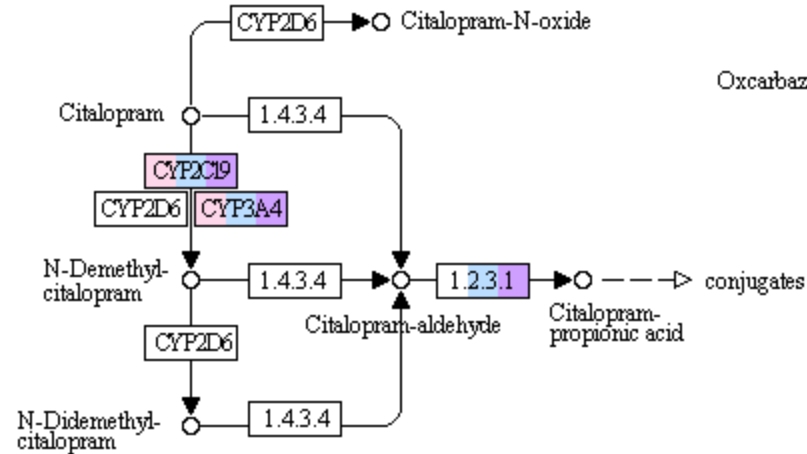 CYP2D6
Citalopram-N-oxide
Oxcarbaz
Citalopram
1.4.3.4
CYP2C19
CYP2D6
CYP3A4
N-Demethyl-
citalopram
1.4.3.4
1.2.3.1
conjugates
Citalopram-aldehyde
Citalopram-
propionic acid
CYP2D6
N-Didemethyl-
citalopram
1.4.3.4